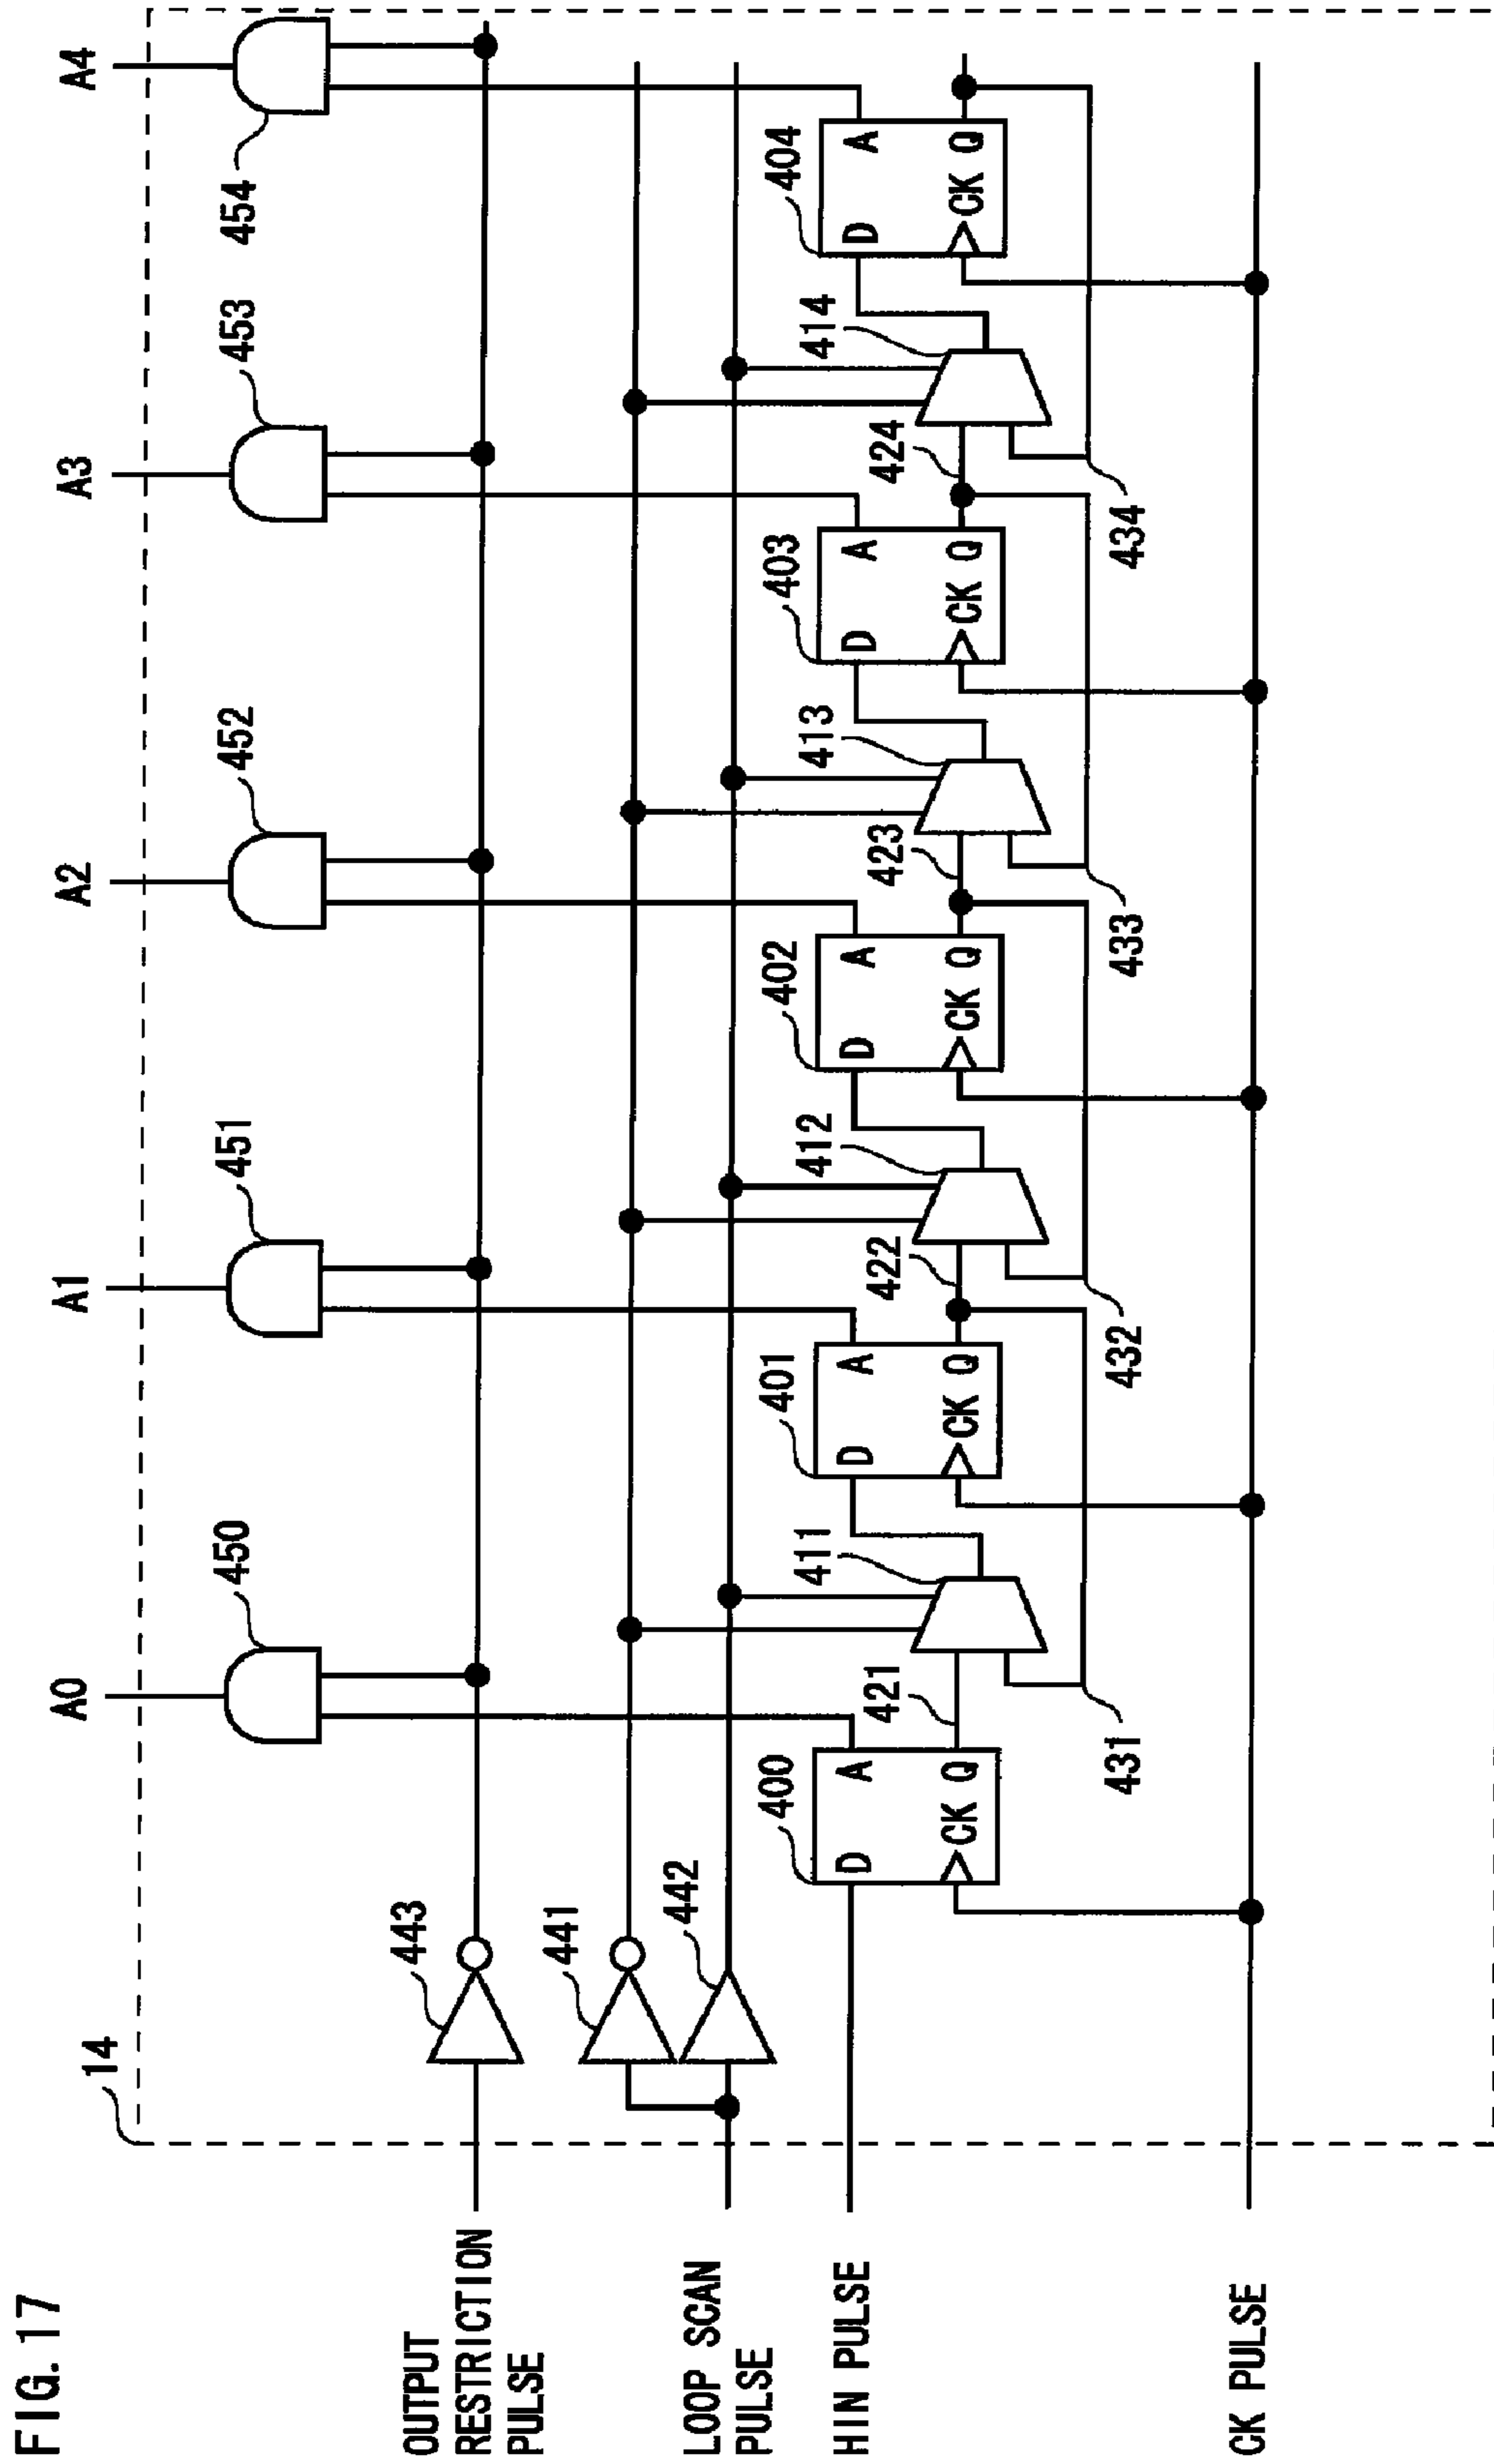 FIG. 17
14
A0
A1
A2
A3
A4
450
451
452
453
454
OUTPUT
RESTRICTION
PULSE
443
441
442
LOOP SCAN
PULSE
HIN PULSE
CK PULSE
400
D
A
CK Q
421
411
431
401
D
A
CK Q
422
412
432
402
D
A
CK Q
423
413
433
403
D
A
CK Q
424
414
434
404
D
A
CK Q